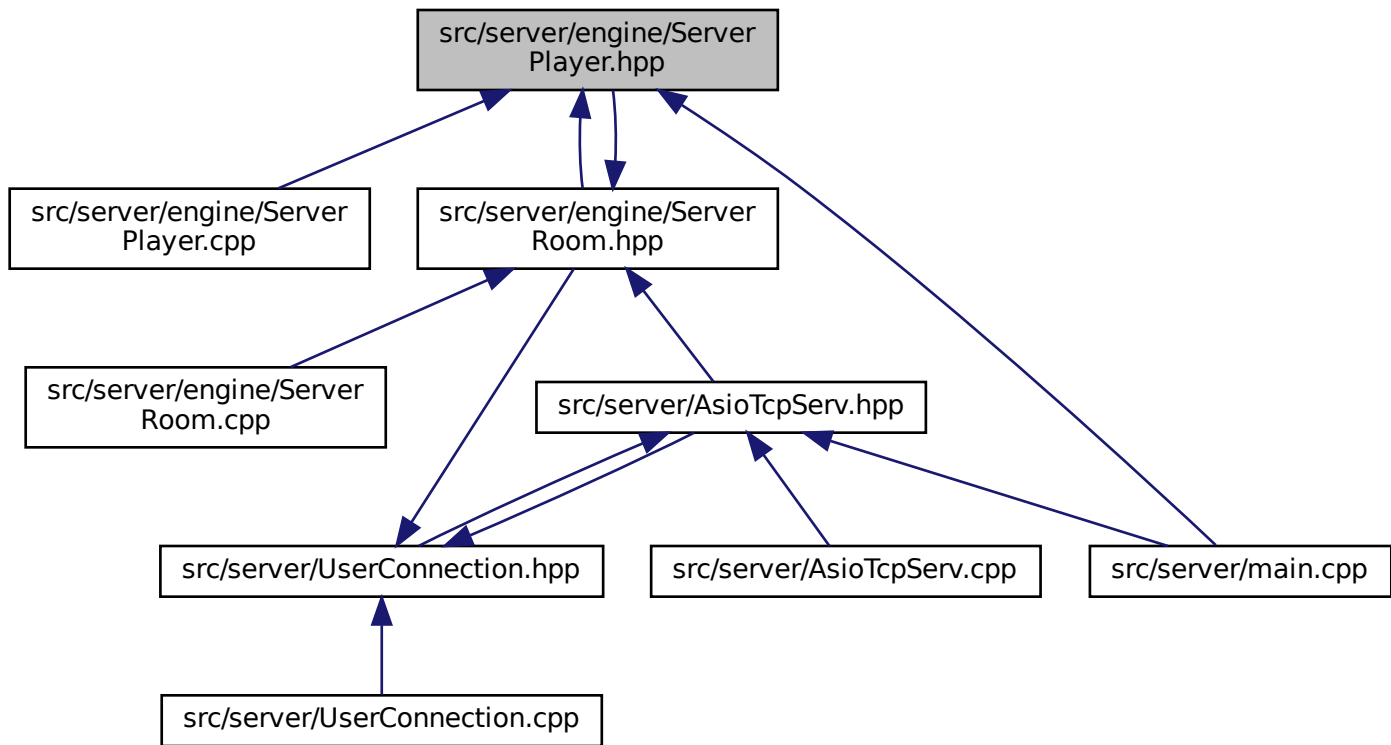 src/server/engine/Server
Player.hpp
src/server/engine/Server
Player.cpp
src/server/engine/Server
Room.hpp
src/server/engine/Server
Room.cpp
src/server/AsioTcpServ.hpp
src/server/UserConnection.hpp
src/server/AsioTcpServ.cpp
src/server/main.cpp
src/server/UserConnection.cpp